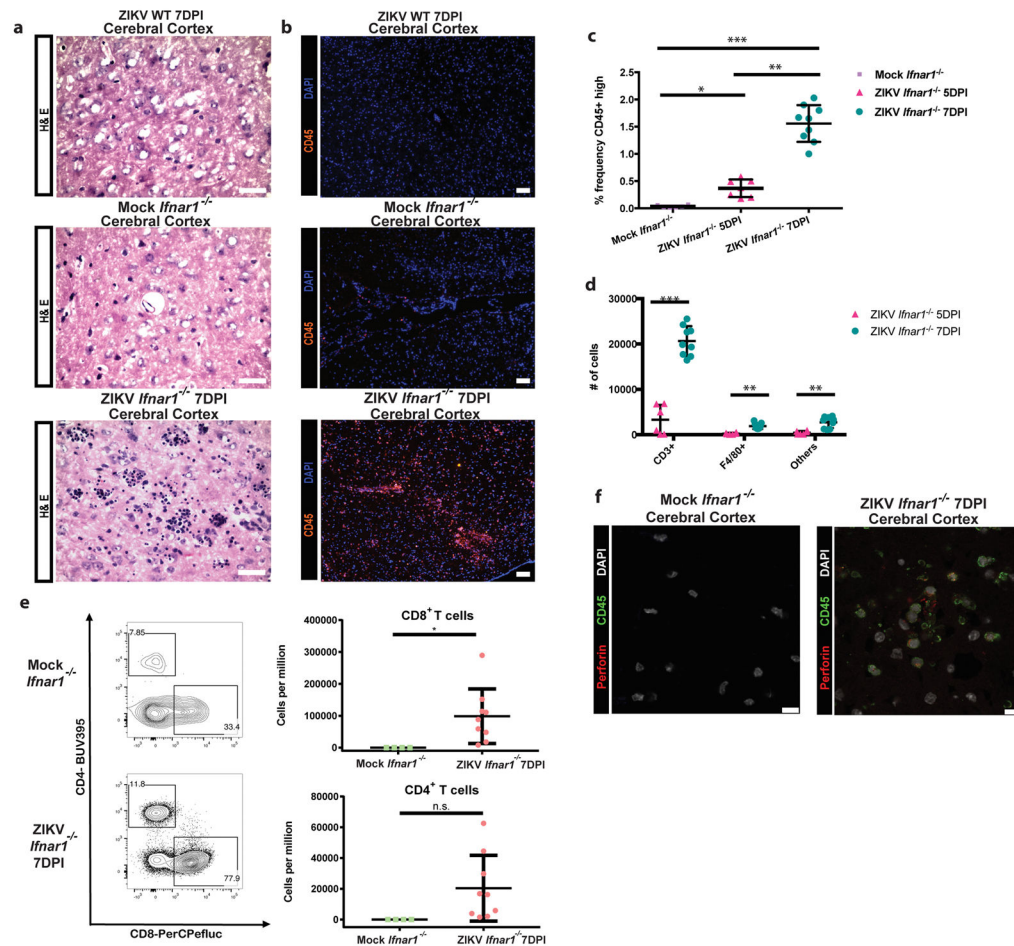 a
ZIKV WT 7DPI
Cerebral Cortex
H & E
Mock Ifnar1-/-
Cerebral Cortex
H & E
ZIKV Ifnar1-/- 7DPI
Cerebral Cortex
H & E
b
ZIKV WT 7DPI
Cerebral Cortex
CD45 DAPI
Mock Ifnar1-/-
Cerebral Cortex
CD45 DAPI
ZIKV Ifnar1-/- 7DPI
Cerebral Cortex
CD45 DAPI
c
***
**
*
% frequency CD45+ high
2.5
2.0
1.5
1.0
0.5
0.0
Mock Ifnar1-/-
ZIKV Ifnar1-/- 5DPI
ZIKV Ifnar1-/- 7DPI
Mock Ifnar1-/-
ZIKV Ifnar1-/- 5DPI
ZIKV Ifnar1-/- 7DPI
d
# of cells
30000
20000
10000
0
***
**
**
CD3+
F4/80+
Others
ZIKV Ifnar1-/- 5DPI
ZIKV Ifnar1-/- 7DPI
e
CD4- BUV395
CD8-PerCPefluc
Mock
Ifnar-/-
7.85
33.4
ZIKV
Ifnar-/-
7DPI
11.8
77.9
CD8+ T cells
*
Cells per million
400000
300000
200000
100000
0
Mock Ifnar1-/-
ZIKV Ifnar1-/-7DPI
CD4+ T cells
n.s.
Cells per million
80000
60000
40000
20000
0
Mock Ifnar1-/-
ZIKV Ifnar1-/-7DPI
f
Mock Ifnar1-/-
Cerebral Cortex
Perforin CD45 DAPI
ZIKV Ifnar1-/- 7DPI
Cerebral Cortex
Perforin CD45 DAPI